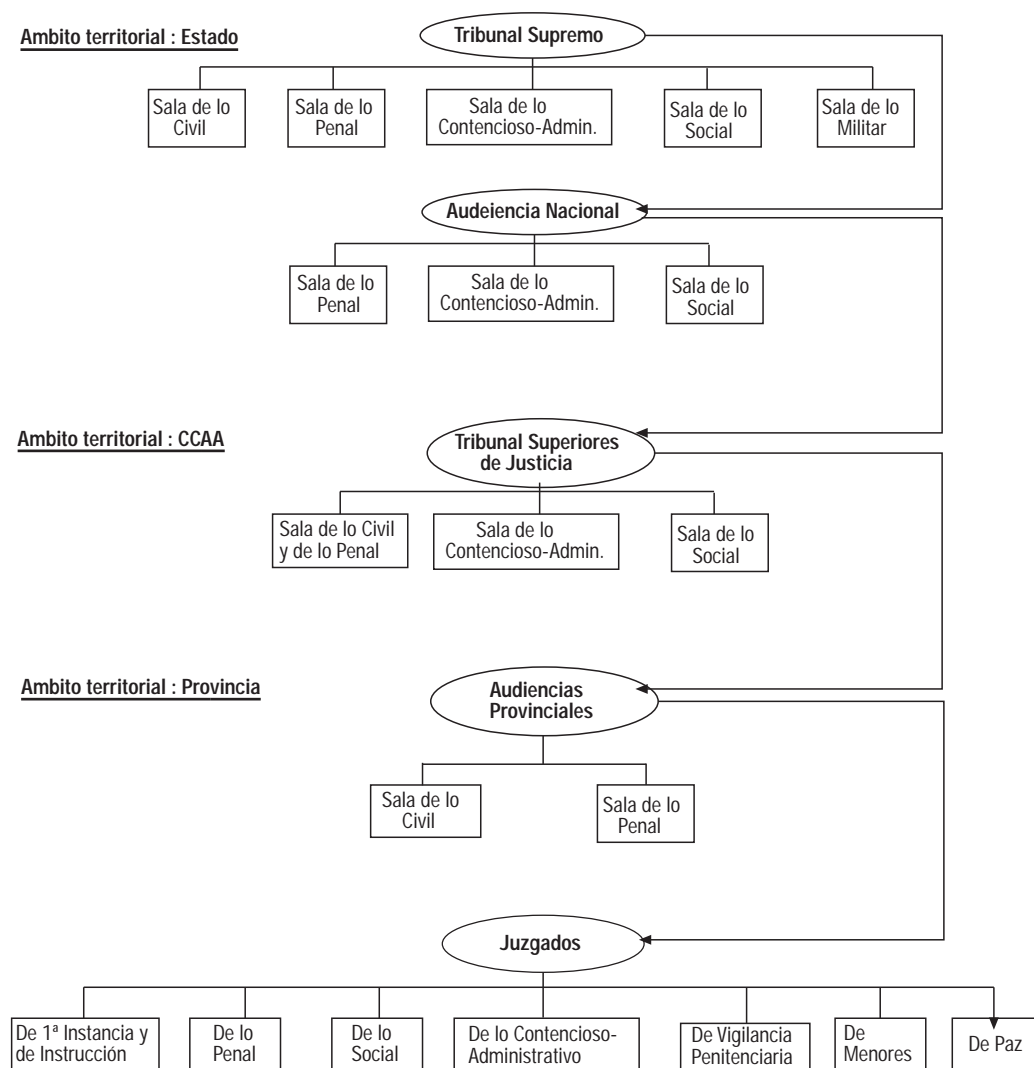 Ambito territorial : Estado
Tribunal Supremo
Sala de lo
Civil
Sala de lo
Penal
Sala de lo
Contencioso-Admin.
Sala de lo
Social
Sala de lo
Militar
Audeiencia Nacional
Sala de lo
Penal
Sala de lo
Contencioso-Admin.
Sala de lo
Social
Ambito territorial : CCAA
Tribunal Superiores
de Justicia
Sala de lo Civil
y de lo Penal
Sala de lo
Contencioso-Admin.
Sala de lo
Social
Ambito territorial : Provincia
Audiencias
Provinciales
Sala de lo
Civil
Sala de lo
Penal
Juzgados
De 1ª Instancia y
de Instrucción
De lo
Penal
De lo
Social
De lo Contencioso-
Administrativo
De Vigilancia
Penitenciaria
De
Menores
De Paz